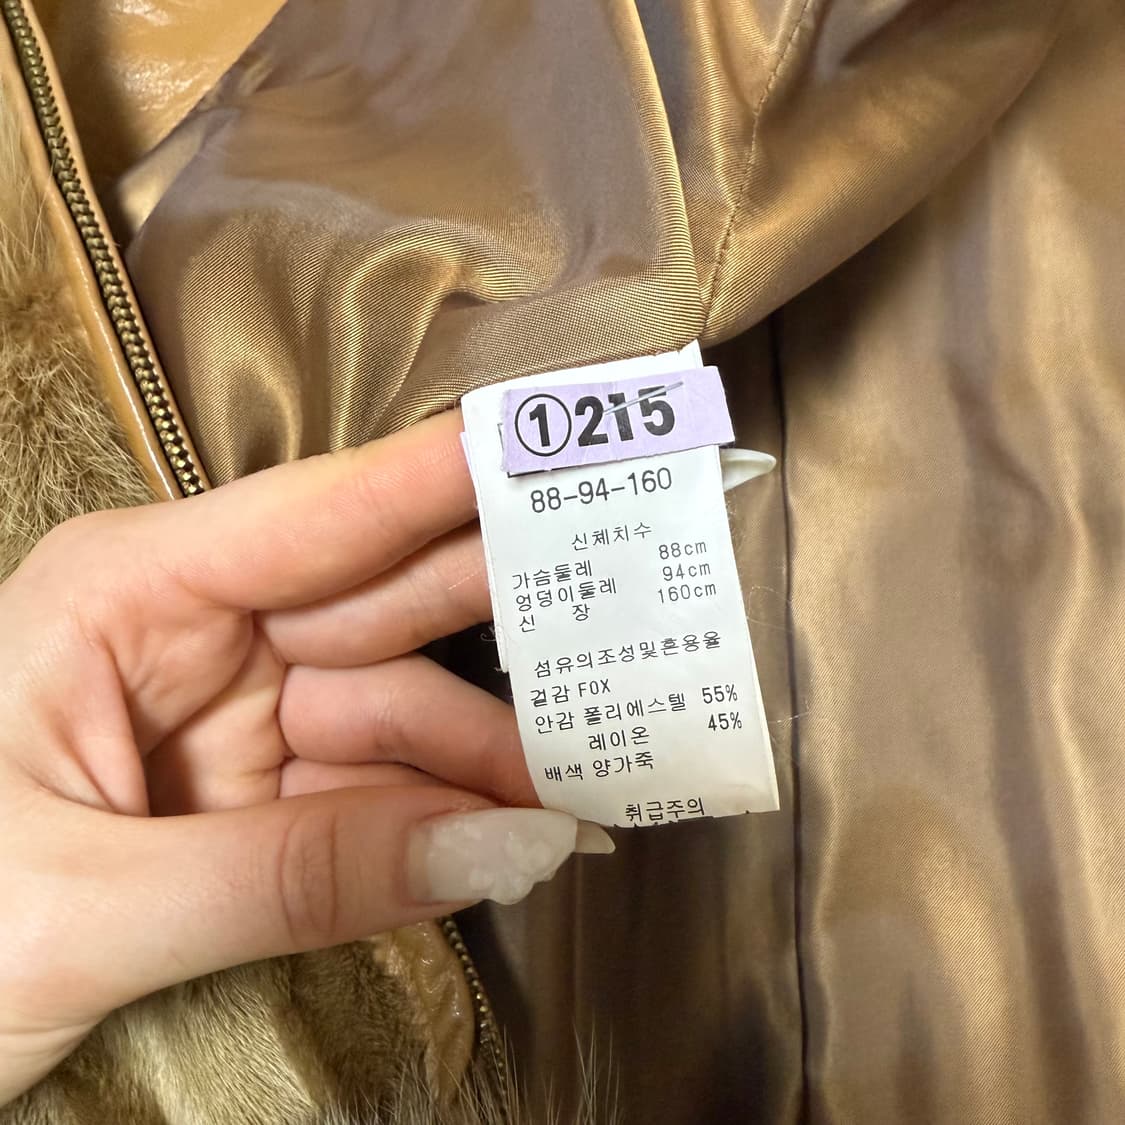 ①215
88-94-160
신체치수
가슴둘레 88cm
엉덩이둘레 94cm
신 장 160cm
섬유의조성및혼용율
겉감 FOX
안감 폴리에스텔 55%
레이온 45%
배색 양가죽
취급주의